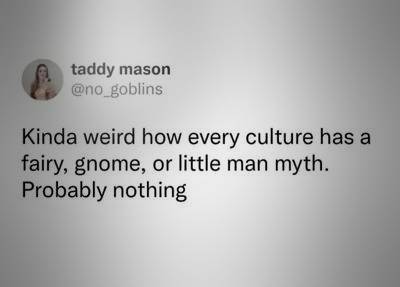 taddy mason
@no_goblins
Kinda weird how every culture has a
fairy, gnome, or little man myth.
Probably nothing